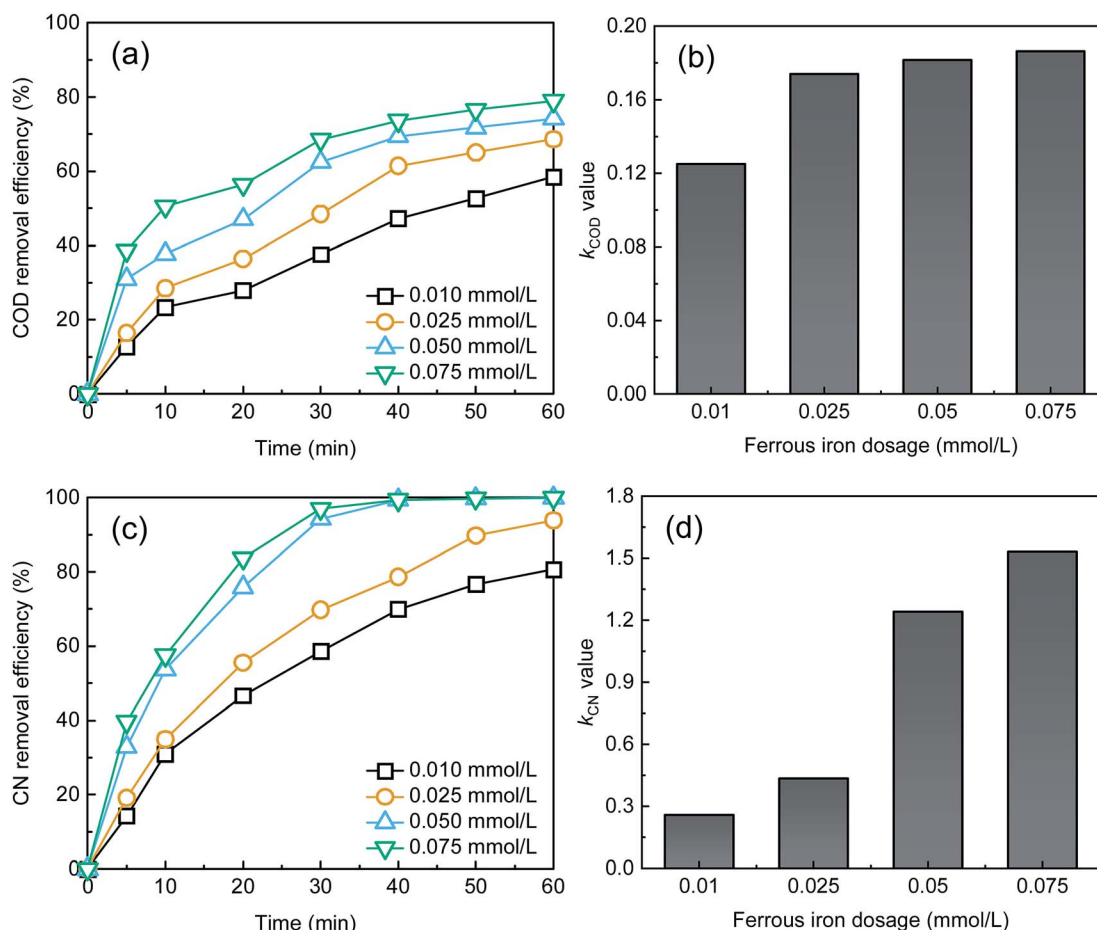 (a)
COD removal efficiency (%)
100
80
60
40
20
0
0.010 mmol/L
0.025 mmol/L
0.050 mmol/L
0.075 mmol/L
0 10 20 30 40 50 60
Time (min)
(b)
kCOD value
0.20
0.16
0.12
0.08
0.04
0.00
0.01 0.025 0.05 0.075
Ferrous iron dosage (mmol/L)
(c)
CN removal efficiency (%)
100
80
60
40
20
0
0.010 mmol/L
0.025 mmol/L
0.050 mmol/L
0.075 mmol/L
0 10 20 30 40 50 60
Time (min)
(d)
kCN value
1.8
1.5
1.2
0.9
0.6
0.3
0.0
0.01 0.025 0.05 0.075
Ferrous iron dosage (mmol/L)